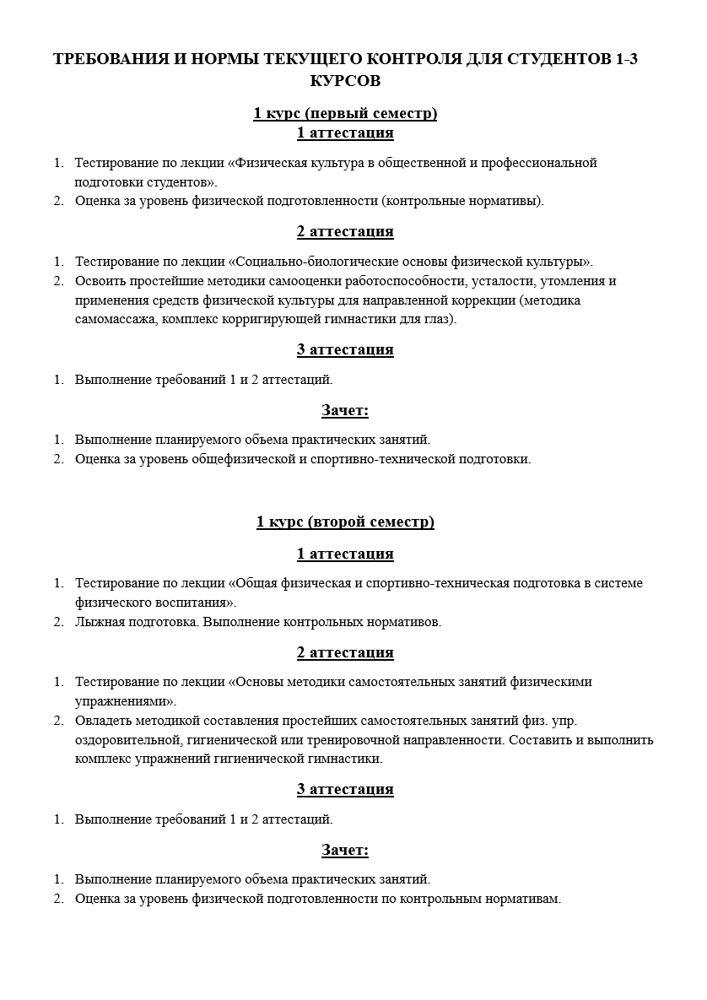 ТРЕБОВАНИЯ И НОРМЫ ТЕКУЩЕГО КОНТРОЛЯ ДЛЯ СТУДЕНТОВ 1-3
КУРСОВ
1 курс (первый семестр)
1 аттестация
1. Тестирование по лекции «Физическая культура в общественной и профессиональной
подготовки студентов».
2. Оценка за уровень физической подготовленности (контрольные нормативы).
2 аттестация
1. Тестирование по лекции «Социально-биологические основы физической культуры».
2. Освоить простейшие методики самооценки работоспособности, усталости, утомления и
применения средств физической культуры для направленной коррекции (методика
самомассажа, комплекс корригирующей гимнастики для глаз).
3 аттестация
1. Выполнение требований 1 и 2 аттестаций.
Зачет:
1. Выполнение планируемого объема практических занятий.
2. Оценка за уровень общефизической и спортивно-технической подготовки.
1 курс (второй семестр)
1 аттестация
1. Тестирование по лекции «Общая физическая и спортивно-техническая подготовка в системе
физического воспитания».
2. Лыжная подготовка. Выполнение контрольных нормативов.
2 аттестация
1. Тестирование по лекции «Основы методики самостоятельных занятий физическими
упражнениями».
2. Овладеть методикой составления простейших самостоятельных занятий физ. упр.
оздоровительной, гигиенической или тренировочной направленности. Составить и выполнить
комплекс упражнений гигиенической гимнастики.
3 аттестация
1. Выполнение требований 1 и 2 аттестаций.
Зачет:
1. Выполнение планируемого объема практических занятий.
2. Оценка за уровень физической подготовленности по контрольным нормативам.